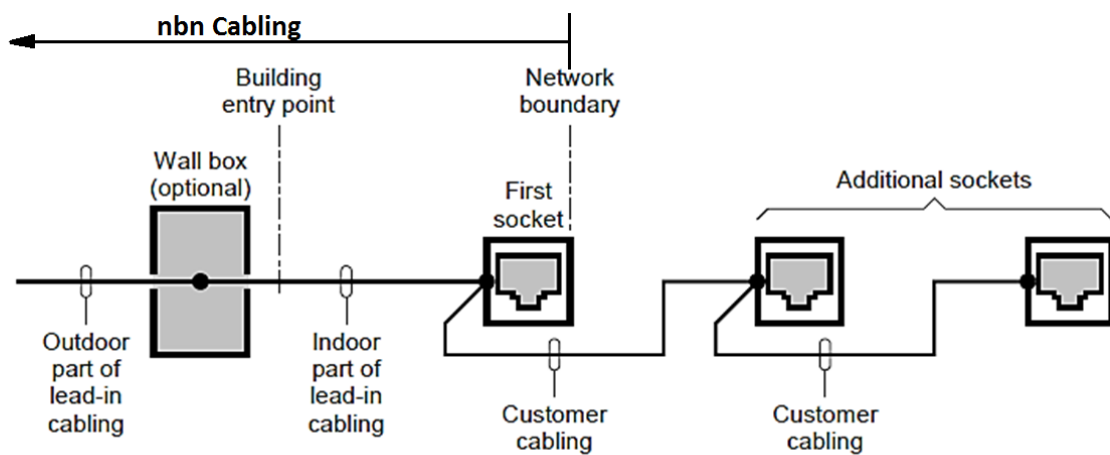 nbn Cabling
Building
entry point
Network
boundary
Wall box
(optional)
First
socket
Additional sockets
Outdoor
part of
lead-in
cabling
Indoor
part of
lead-in
cabling
Customer
cabling
Customer
cabling